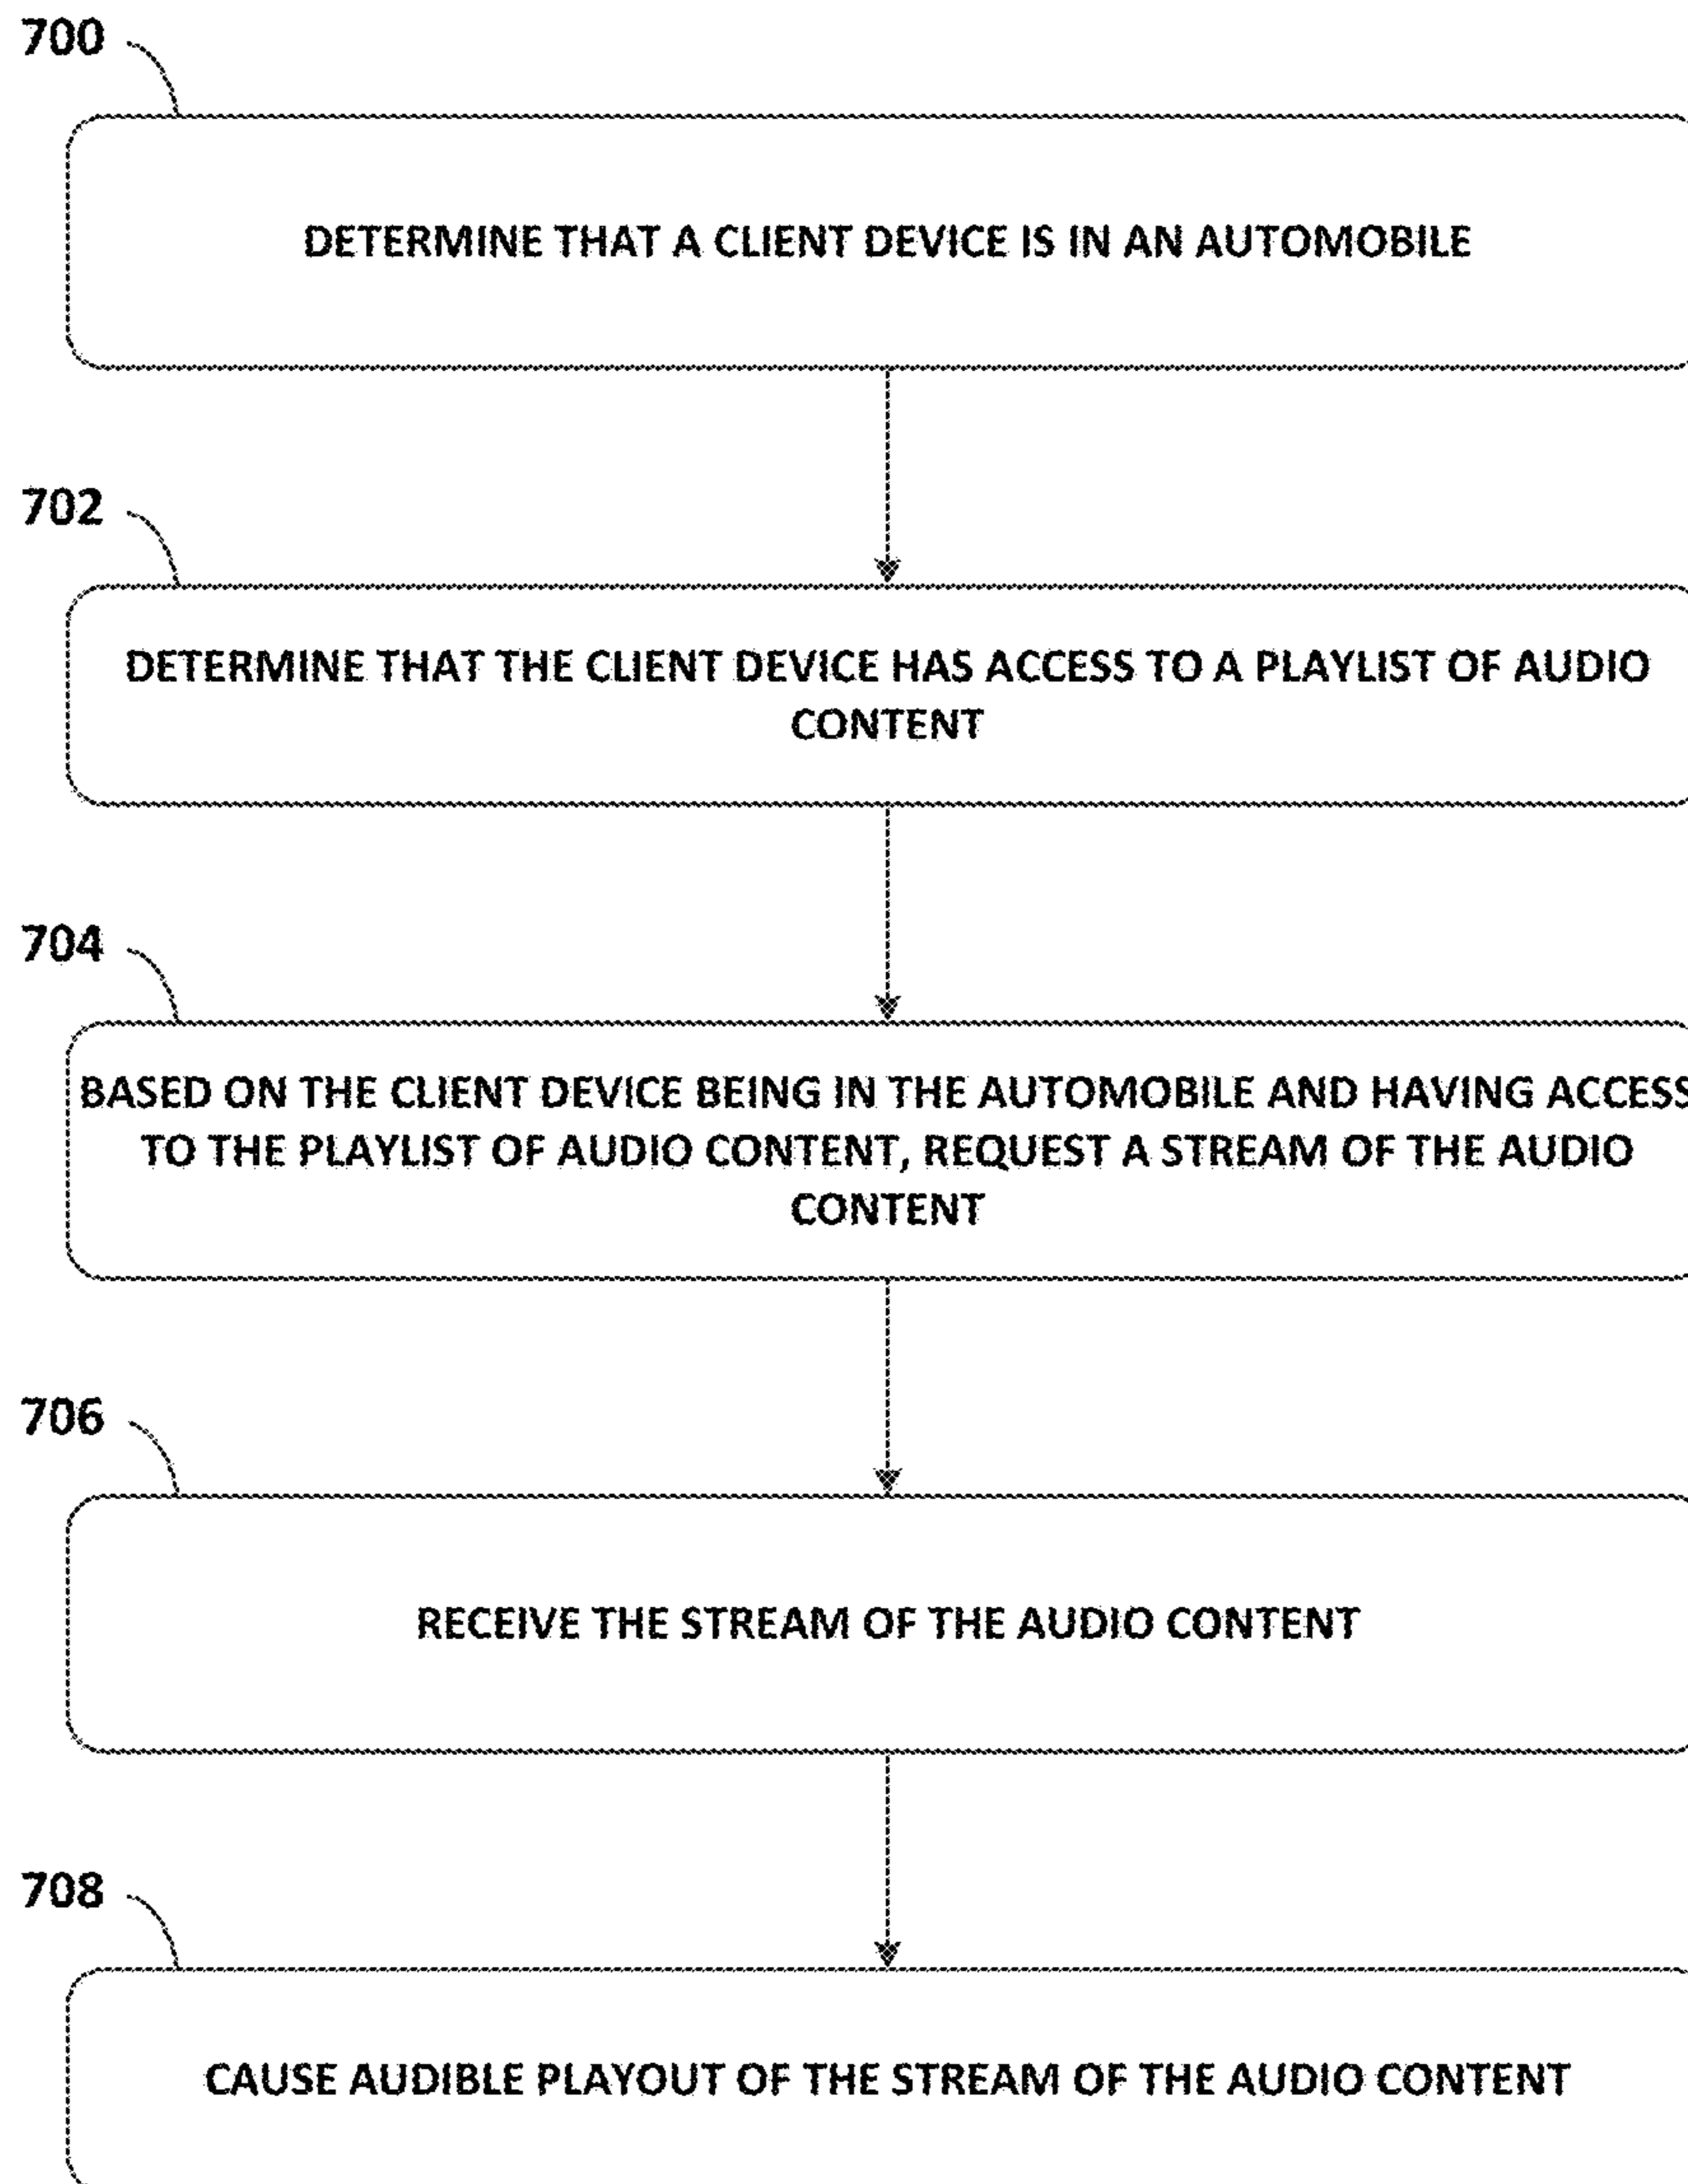 700
DETERMINE THAT A CLIENT DEVICE IS IN AN AUTOMOBILE
702
DETERMINE THAT THE CLIENT DEVICE HAS ACCESS TO A PLAYLIST OF AUDIO
CONTENT
704
BASED ON THE CLIENT DEVICE BEING IN THE AUTOMOBILE AND HAVING ACCESS
TO THE PLAYLIST OF AUDIO CONTENT, REQUEST A STREAM OF THE AUDIO
CONTENT
706
RECEIVE THE STREAM OF THE AUDIO CONTENT
708
CAUSE AUDIBLE PLAYOUT OF THE STREAM OF THE AUDIO CONTENT